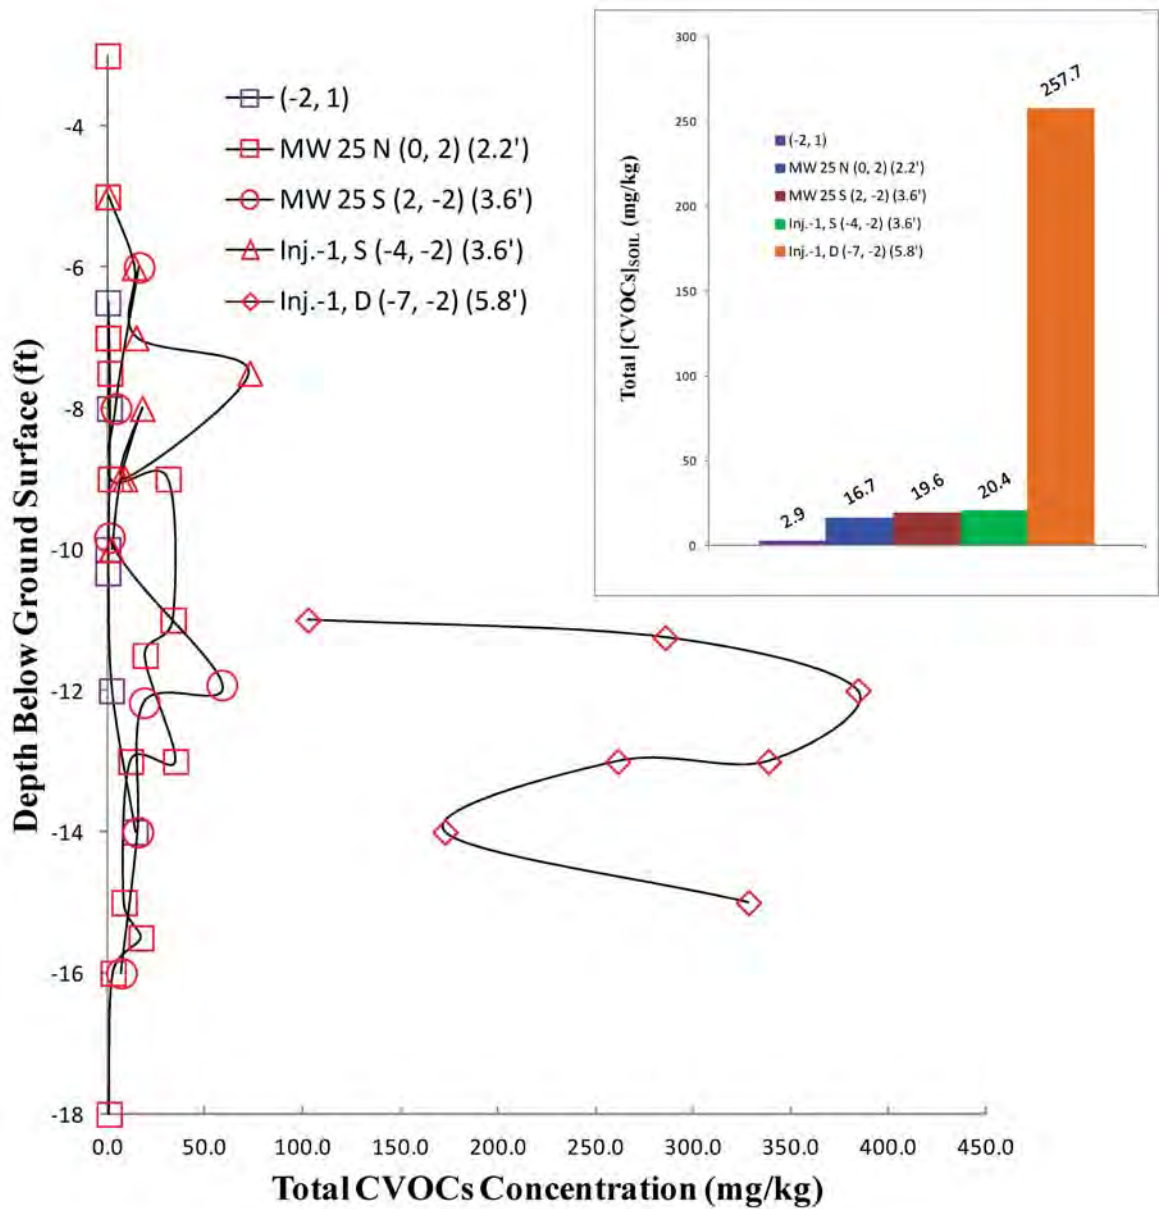 (-2, 1)
MW 25 N (0, 2) (2.2')
MW 25 S (2, -2) (3.6')
Inj.-1, S (-4, -2) (3.6')
Inj.-1, D (-7, -2) (5.8')
Depth Below Ground Surface (ft)
-4
-6
-8
-10
-12
-14
-16
-18
0.0 50.0 100.0 150.0 200.0 250.0 300.0 350.0 400.0 450.0
Total CVOCs Concentration (mg/kg)
Total [CVOCs]SOIL (mg/kg)
300
250
200
150
100
50
0
(-2, 1)
MW 25 N (0, 2) (2.2')
MW 25 S (2, -2) (3.6')
Inj.-1, S (-4, -2) (3.6')
Inj.-1, D (-7, -2) (5.8')
2.9
16.7
19.6
20.4
257.7